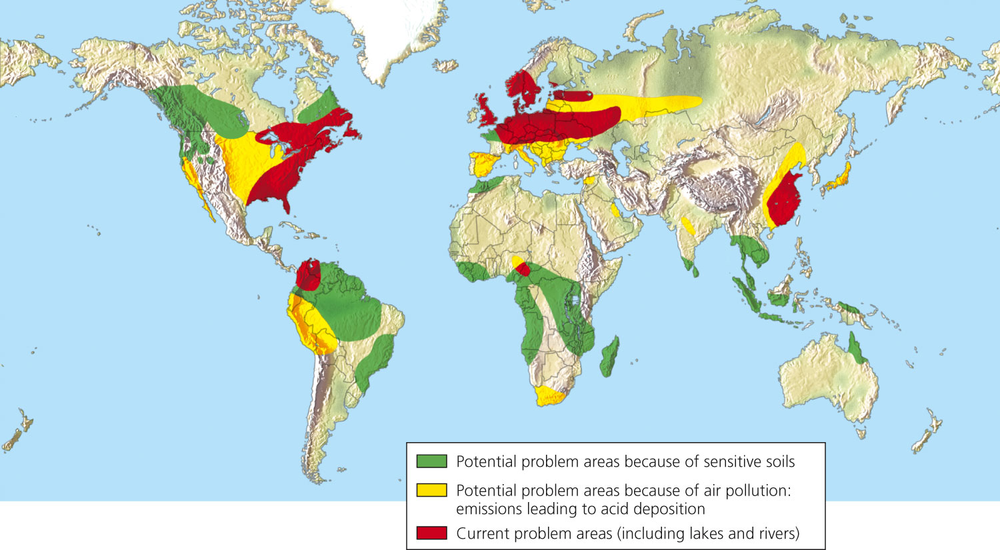 Potential problem areas because of sensitive soils
Potential problem areas because of air pollution:
emissions leading to acid deposition
Current problem areas (including lakes and rivers)